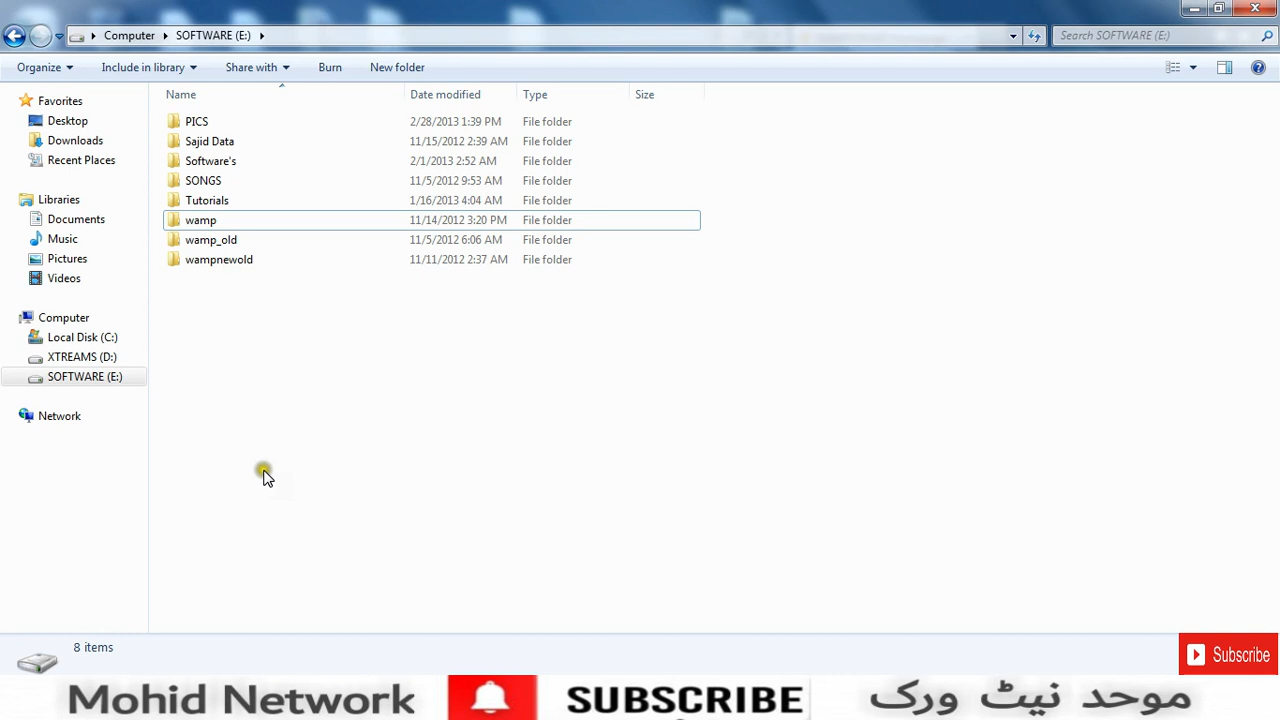 Computer SOFTWARE (E:) Search SOFTWARE (E:)
Organize Include in library Share with Burn New folder
Name Date modified Type Size
Favorites
Desktop
Downloads
Recent Places
Libraries
Documents
Music
Pictures
Videos
Computer
Local Disk (C:)
XTREAMS (D:)
SOFTWARE (E:)
Network
PICS 2/28/2013 1:39 PM File folder
Sajid Data 11/15/2012 2:39 AM File folder
Software's 2/1/2013 2:52 AM File folder
SONGS 11/5/2012 9:53 AM File folder
Tutorials 1/16/2013 4:04 AM File folder
wamp 11/14/2012 3:20 PM File folder
wamp_old 11/5/2012 6:06 AM File folder
wampnewold 11/11/2012 2:37 AM File folder
8 items
Subscribe
Mohid Network SUBSCRIBE موحد نیٹ ورک